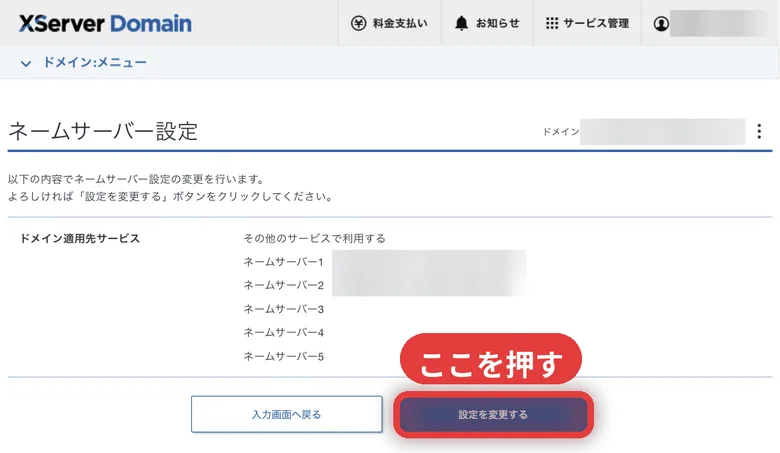 XServer Domain
料金支払い
お知らせ
サービス管理
ドメイン:メニュー
ネームサーバー設定
ドメイン
以下の内容でネームサーバー設定の変更を行います。
よろしければ「設定を変更する」ボタンをクリックしてください。
ドメイン適用先サービス
その他のサービスで利用する
ネームサーバー1
ネームサーバー2
ネームサーバー3
ネームサーバー4
ネームサーバー5
ここを押す
入力画面へ戻る
設定を変更する